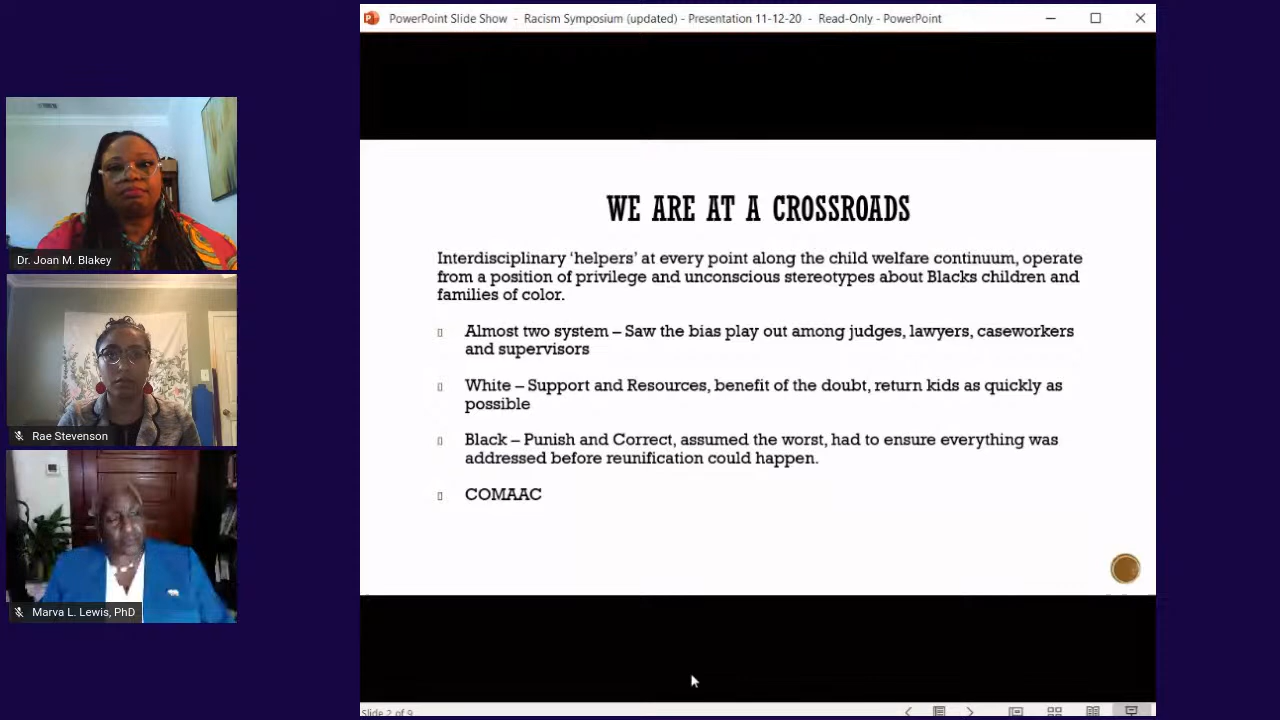 PowerPoint Slide Show - Racism Symposium (updated) - Presentation 11-12-20 - Read-Only - PowerPoint
Dr. Joan M. Blakey
Rae Stevenson
Marva L. Lewis, PhD
WE ARE AT A CROSSROADS
Interdisciplinary ‘helpers’ at every point along the child welfare continuum, operate
from a position of privilege and unconscious stereotypes about Blacks children and
families of color.
Almost two system – Saw the bias play out among judges, lawyers, caseworkers
and supervisors
White – Support and Resources, benefit of the doubt, return kids as quickly as
possible
Black – Punish and Correct, assumed the worst, had to ensure everything was
addressed before reunification could happen.
COMAAC
Slide 2 of 9